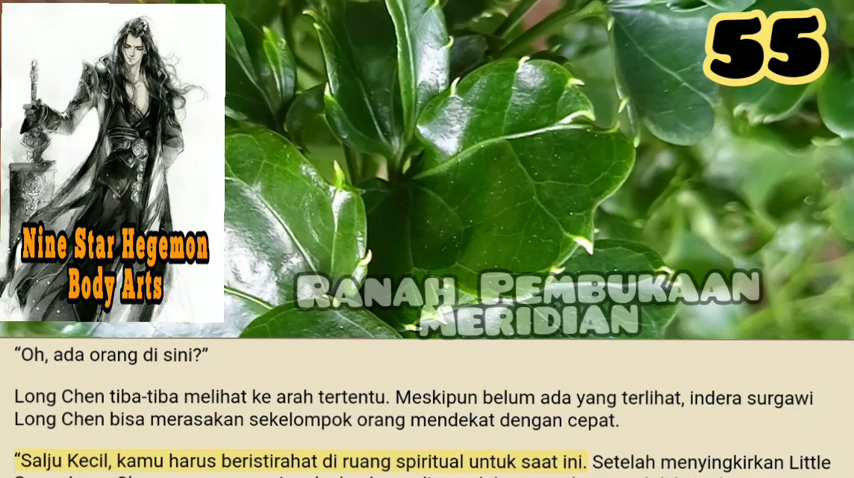 55
Nine Star Hegemon
Body Arts
Ranah Pembukaan
Meridian
“Oh, ada orang di sini?”
Long Chen tiba-tiba melihat ke arah tertentu. Meskipun belum ada yang terlihat, indera surgawi
Long Chen bisa merasakan sekelompok orang mendekat dengan cepat.
“Salju Kecil, kamu harus beristirahat di ruang spiritual untuk saat ini. Setelah menyingkirkan Little